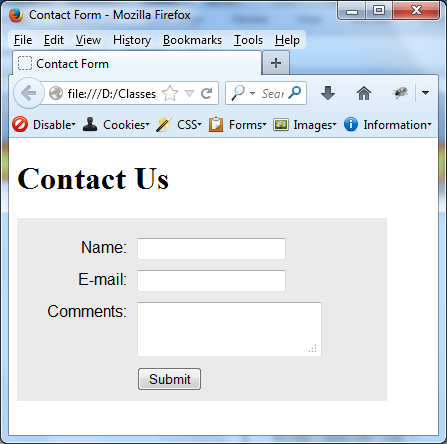 Contact Form - Mozilla Firefox
File Edit View History Bookmarks Tools Help
Contact Form
file:///D:/Classes Sear
Disable Cookies CSS Forms Images Information
Contact Us
Name:
E-mail:
Comments:
Submit